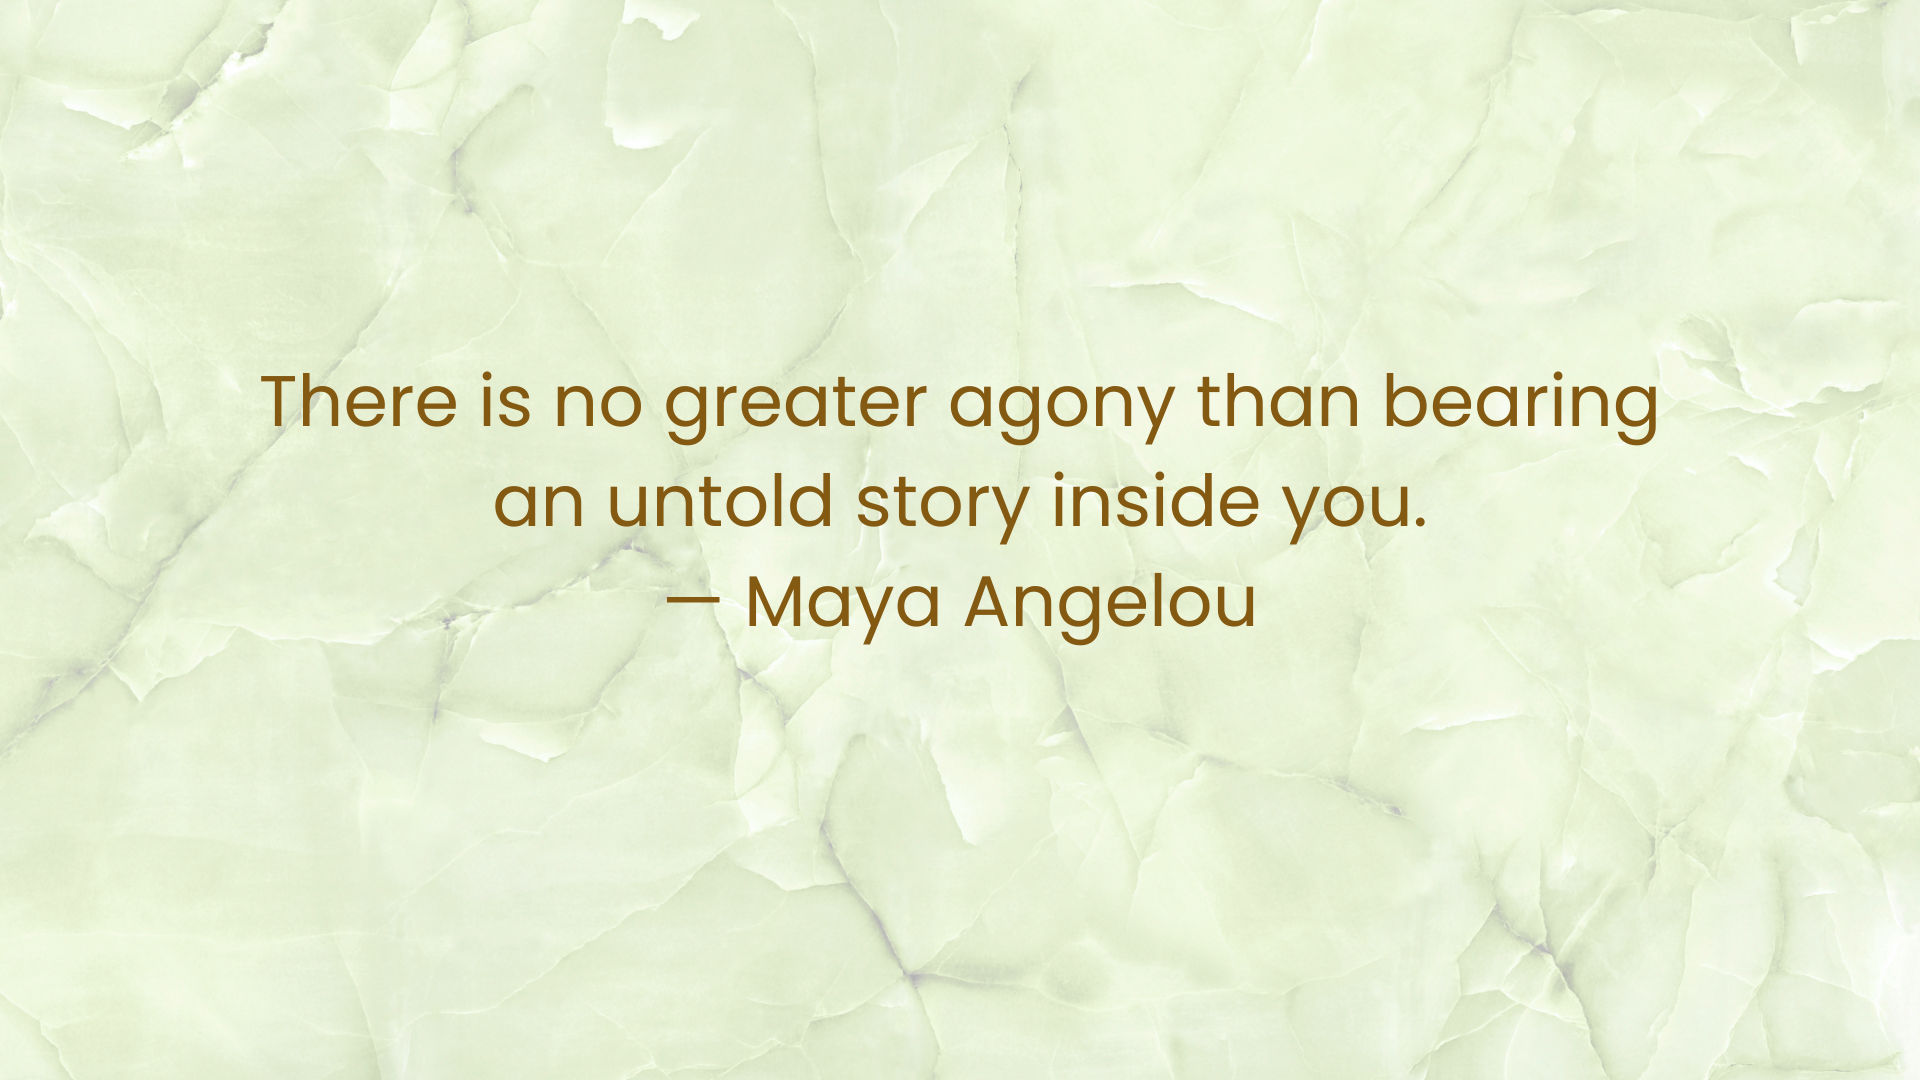 There is no greater agony than bearing
an untold story inside you.
— Maya Angelou